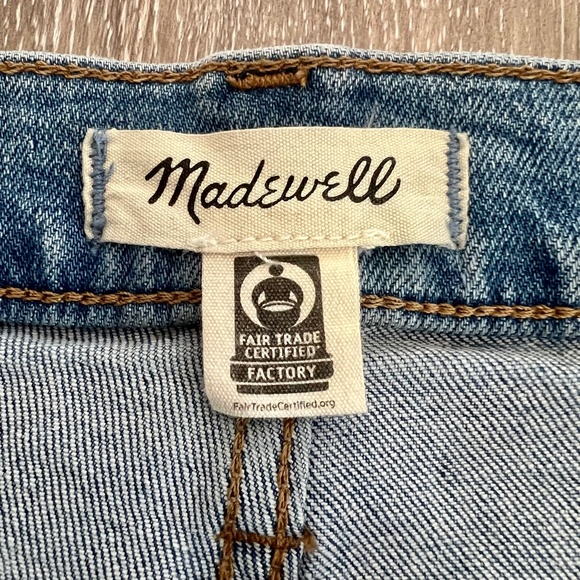 Madewell
FAIR TRADE
CERTIFIED
FACTORY
FairTradeCertified.org